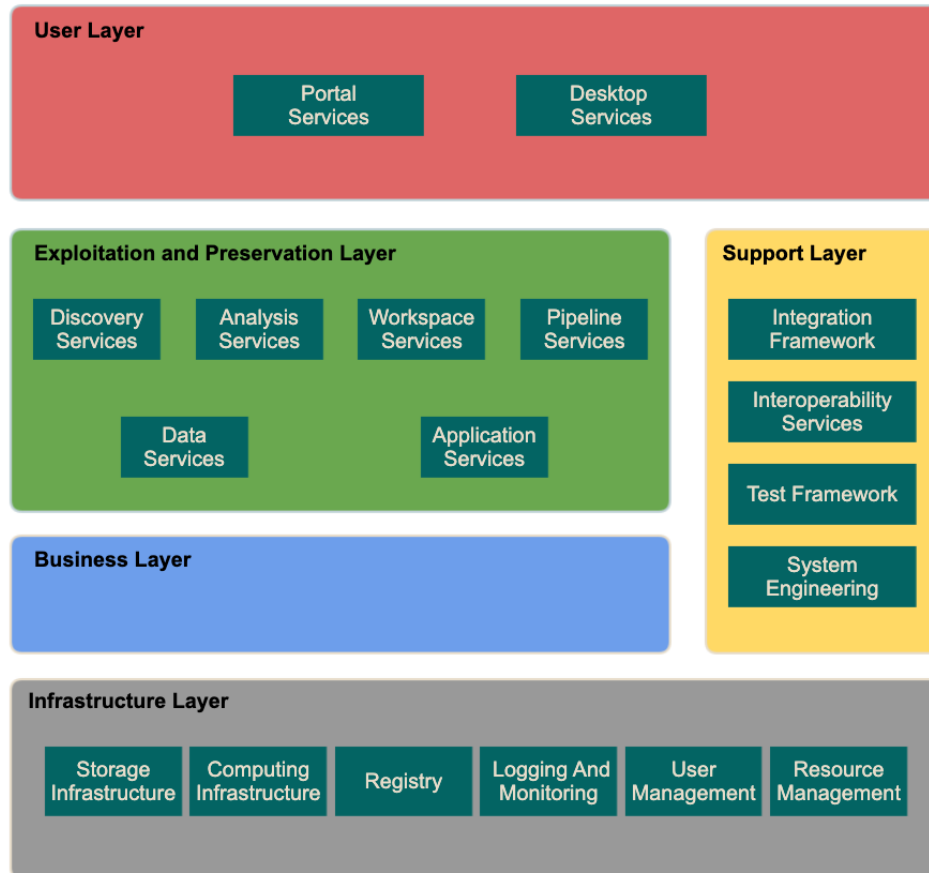 User Layer
Portal
Services
Desktop
Services
Exploitation and Preservation Layer
Discovery
Services
Analysis
Services
Workspace
Services
Pipeline
Services
Data
Services
Application
Services
Support Layer
Integration
Framework
Interoperability
Services
Test Framework
System
Engineering
Business Layer
Infrastructure Layer
Storage
Infrastructure
Computing
Infrastructure
Registry
Logging And
Monitoring
User
Management
Resource
Management